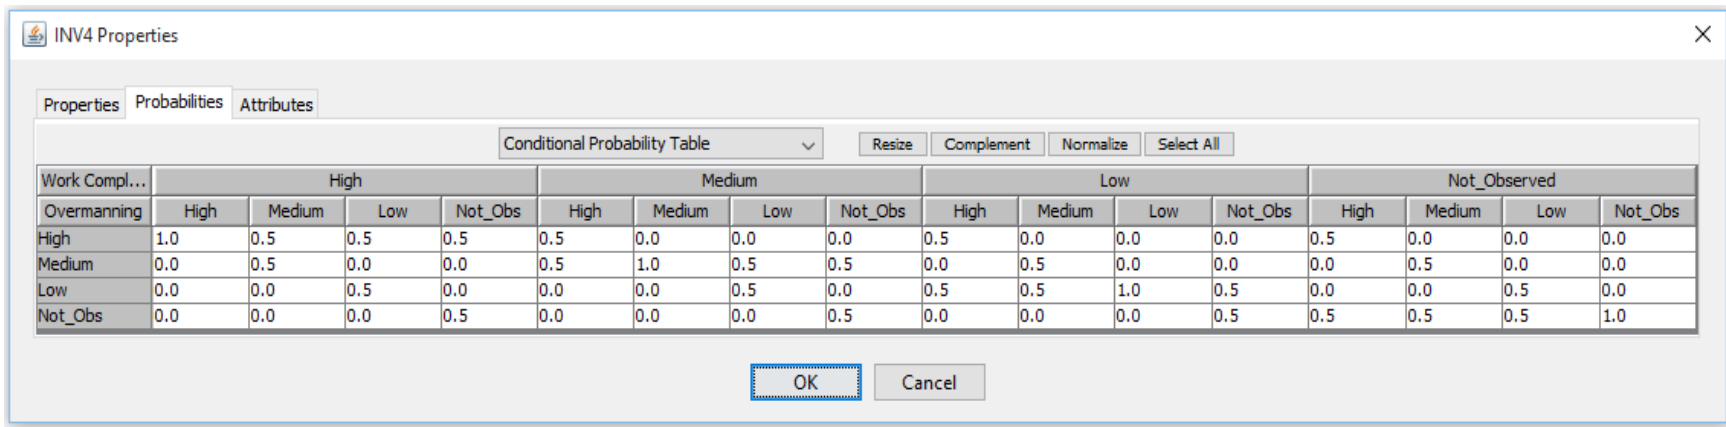 INV4 Properties
Properties Probabilities Attributes
Conditional Probability Table Resize Complement Normalize Select All
Work Compl... High Medium Low Not_Observed
Overmanning High Medium Low Not_Obs High Medium Low Not_Obs High Medium Low Not_Obs High Medium Low Not_Obs
High 1.0 0.5 0.5 0.5 0.5 0.0 0.0 0.0 0.5 0.0 0.0 0.0 0.5 0.0 0.0 0.0
Medium 0.0 0.5 0.0 0.0 0.5 1.0 0.5 0.5 0.0 0.5 0.0 0.0 0.0 0.5 0.0 0.0
Low 0.0 0.0 0.5 0.0 0.0 0.0 0.5 0.0 0.5 0.5 1.0 0.5 0.0 0.0 0.5 0.0
Not_Obs 0.0 0.0 0.0 0.5 0.0 0.0 0.0 0.5 0.0 0.0 0.0 0.5 0.5 0.5 0.5 1.0
OK Cancel